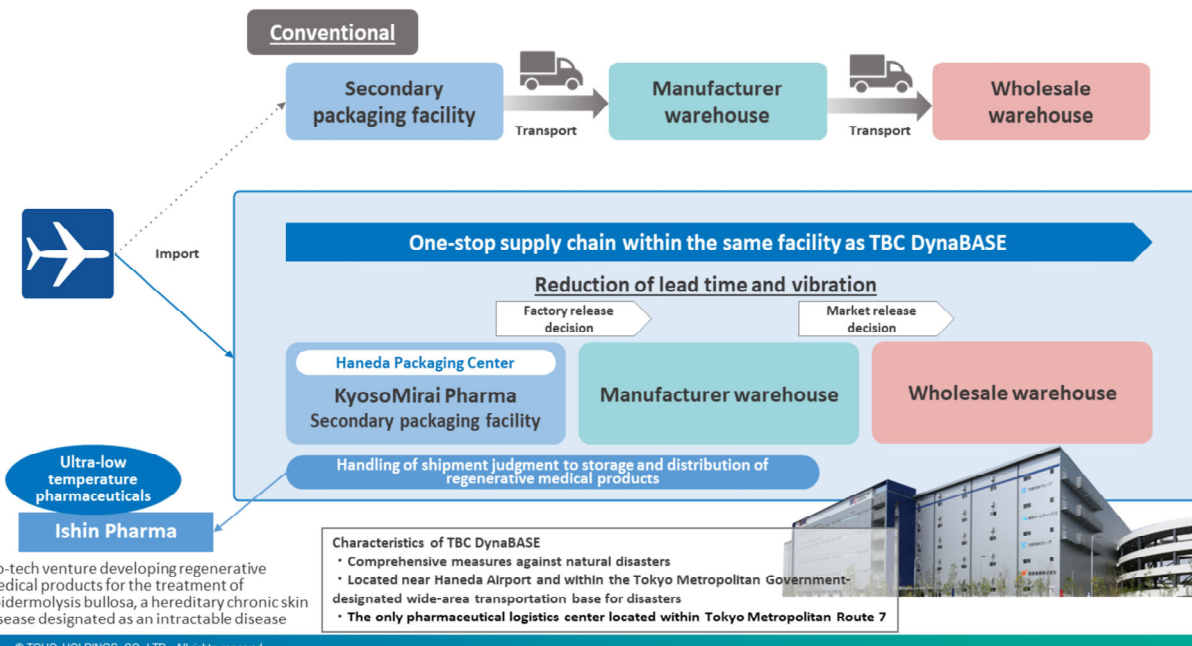 Conventional
Secondary
packaging facility
Transport
Manufacturer
warehouse
Transport
Wholesale
warehouse
Import
One-stop supply chain within the same facility as TBC DynaBASE
Reduction of lead time and vibration
Factory release
decision
Market release
decision
Haneda Packaging Center
KyosoMirai Pharma
Secondary packaging facility
Manufacturer warehouse
Wholesale warehouse
Handling of shipment judgment to storage and distribution of
regenerative medical products
Ultra-low
temperature
pharmaceuticals
Ishin Pharma
o-tech venture developing regenerative
edical products for the treatment of
idermolysis bullosa, a hereditary chronic skin
sease designated as an intractable disease
Characteristics of TBC DynaBASE
・Comprehensive measures against natural disasters
・Located near Haneda Airport and within the Tokyo Metropolitan Government-
designated wide-area transportation base for disasters
・The only pharmaceutical logistics center located within Tokyo Metropolitan Route 7